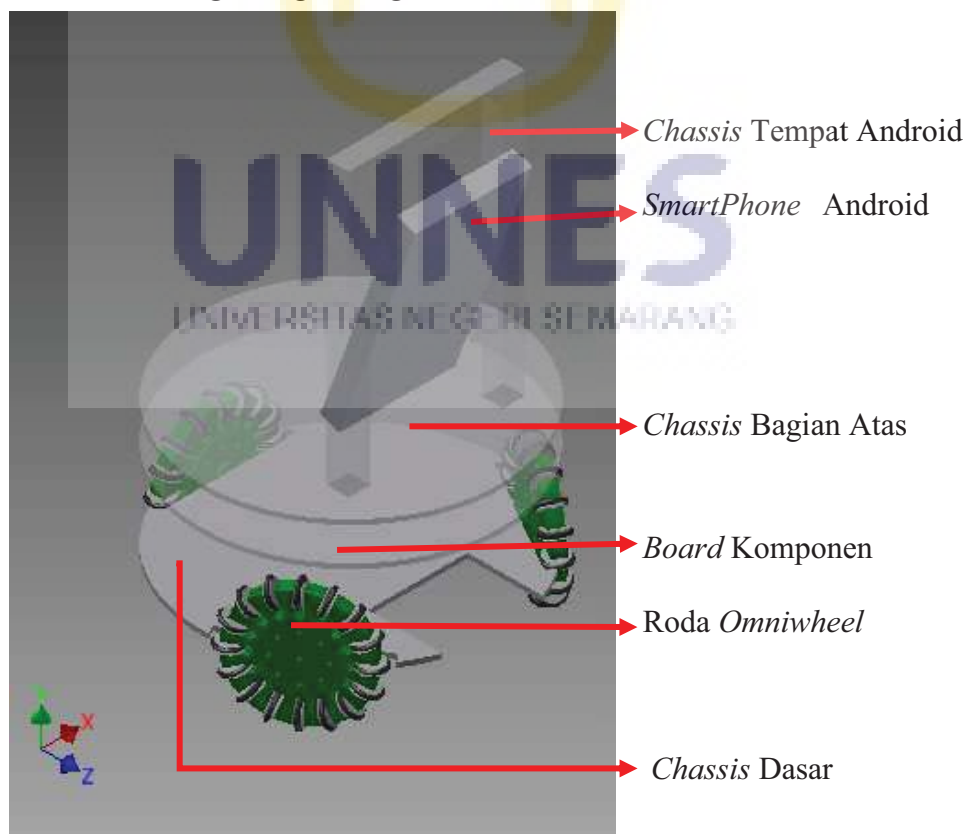 Chassis Tempat Android
UNNES
SmartPhone Android
UNIVERSITAS NEGERI SEMARANG
Chassis Bagian Atas
Board Komponen
Roda Omniwheel
X
Z
Chassis Dasar